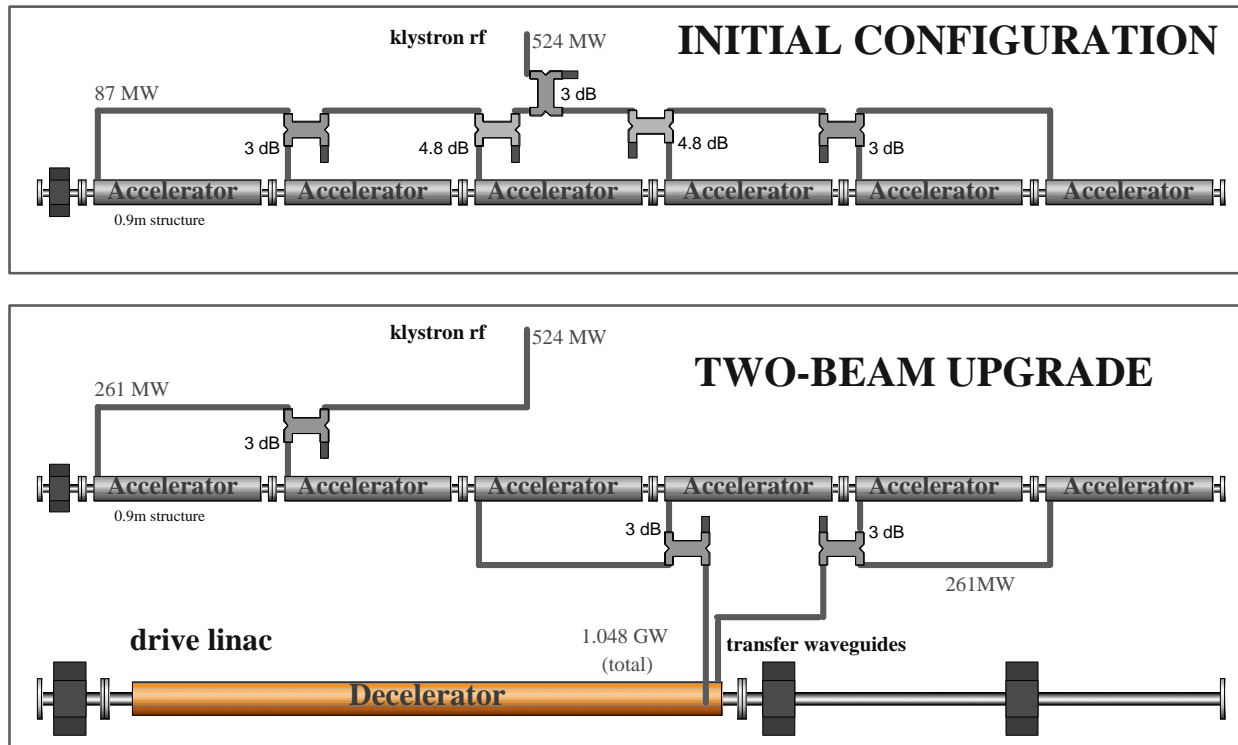 klystron rf
524 MW
INITIAL CONFIGURATION
87 MW
3 dB
3 dB
4.8 dB
4.8 dB
3 dB
Accelerator
Accelerator
Accelerator
Accelerator
Accelerator
Accelerator
0.9m structure
klystron rf
524 MW
TWO-BEAM UPGRADE
261 MW
3 dB
Accelerator
Accelerator
Accelerator
Accelerator
Accelerator
Accelerator
0.9m structure
3 dB
3 dB
261MW
drive linac
1.048 GW
(total)
transfer waveguides
Decelerator